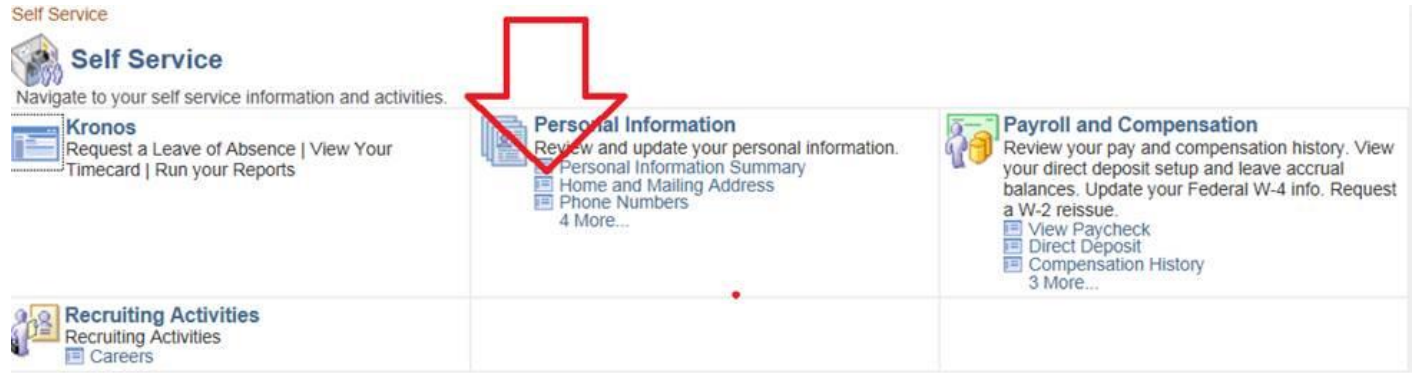 Self Service
Self Service
Navigate to your self service information and activities.
Kronos
Request a Leave of Absence | View Your
Timecard | Run your Reports
Personal Information
Review and update your personal information.
Personal Information Summary
Home and Mailing Address
Phone Numbers
4 More...
Payroll and Compensation
Review your pay and compensation history. View
your direct deposit setup and leave accrual
balances. Update your Federal W-4 info. Request
a W-2 reissue.
View Paycheck
Direct Deposit
Compensation History
3 More...
Recruiting Activities
Recruiting Activities
Careers